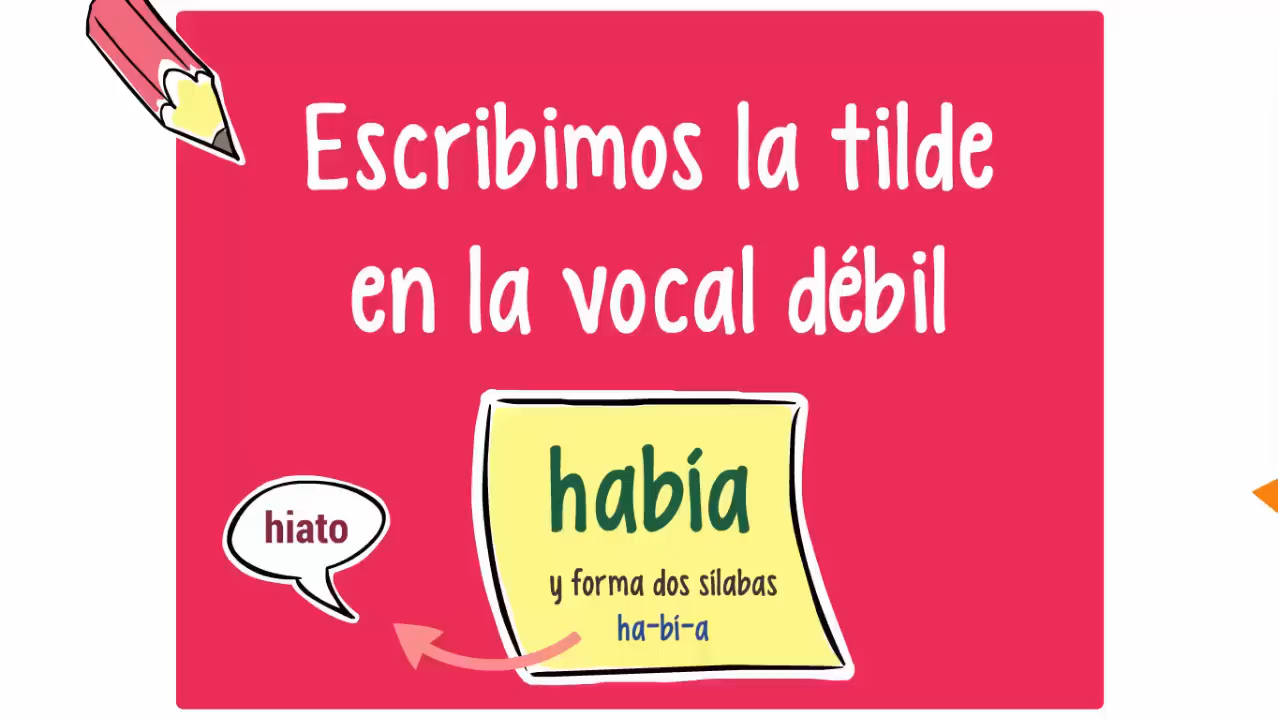 Escribimos la tilde
en la vocal débil
había
hiato
y forma dos sílabas
ha-bí-a